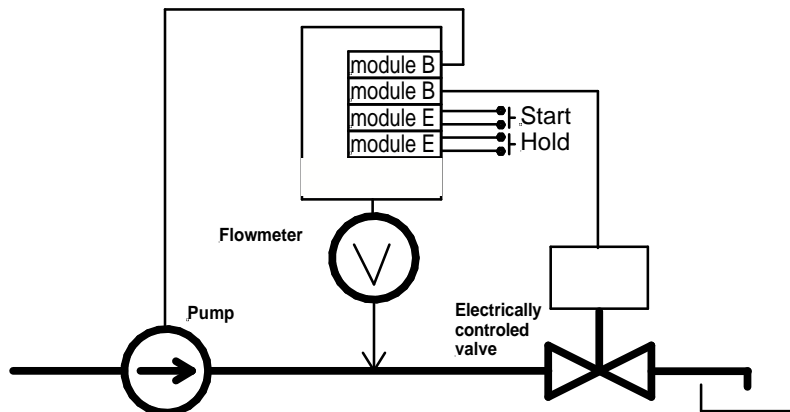 module B
module B
module E
module E
Start
Hold
Flowmeter
V
Pump
Electrically
controled
valve